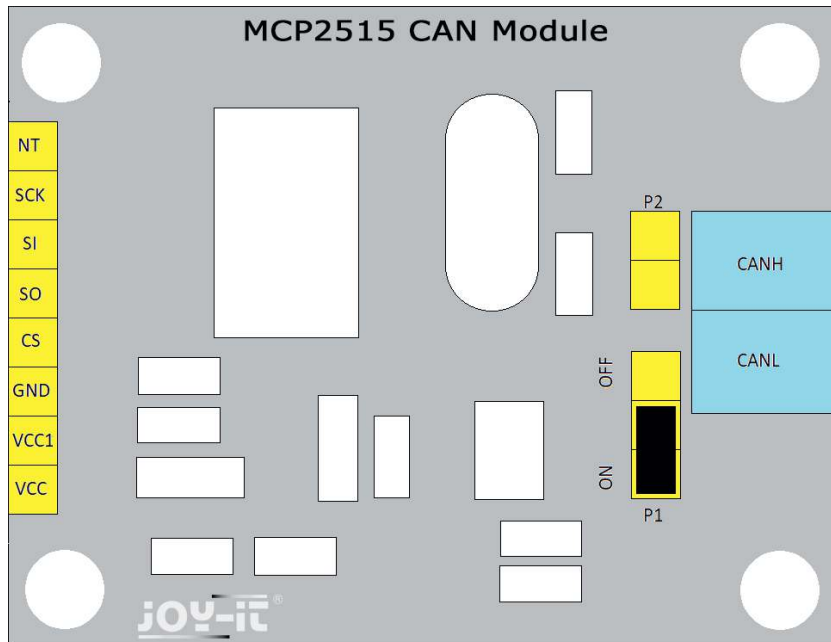 MCP2515 CAN Module
NT
SCK
SI
SO
CS
GND
VCC1
VCC
P2
CANH
CANL
OFF
ON
P1
JOY-iT®